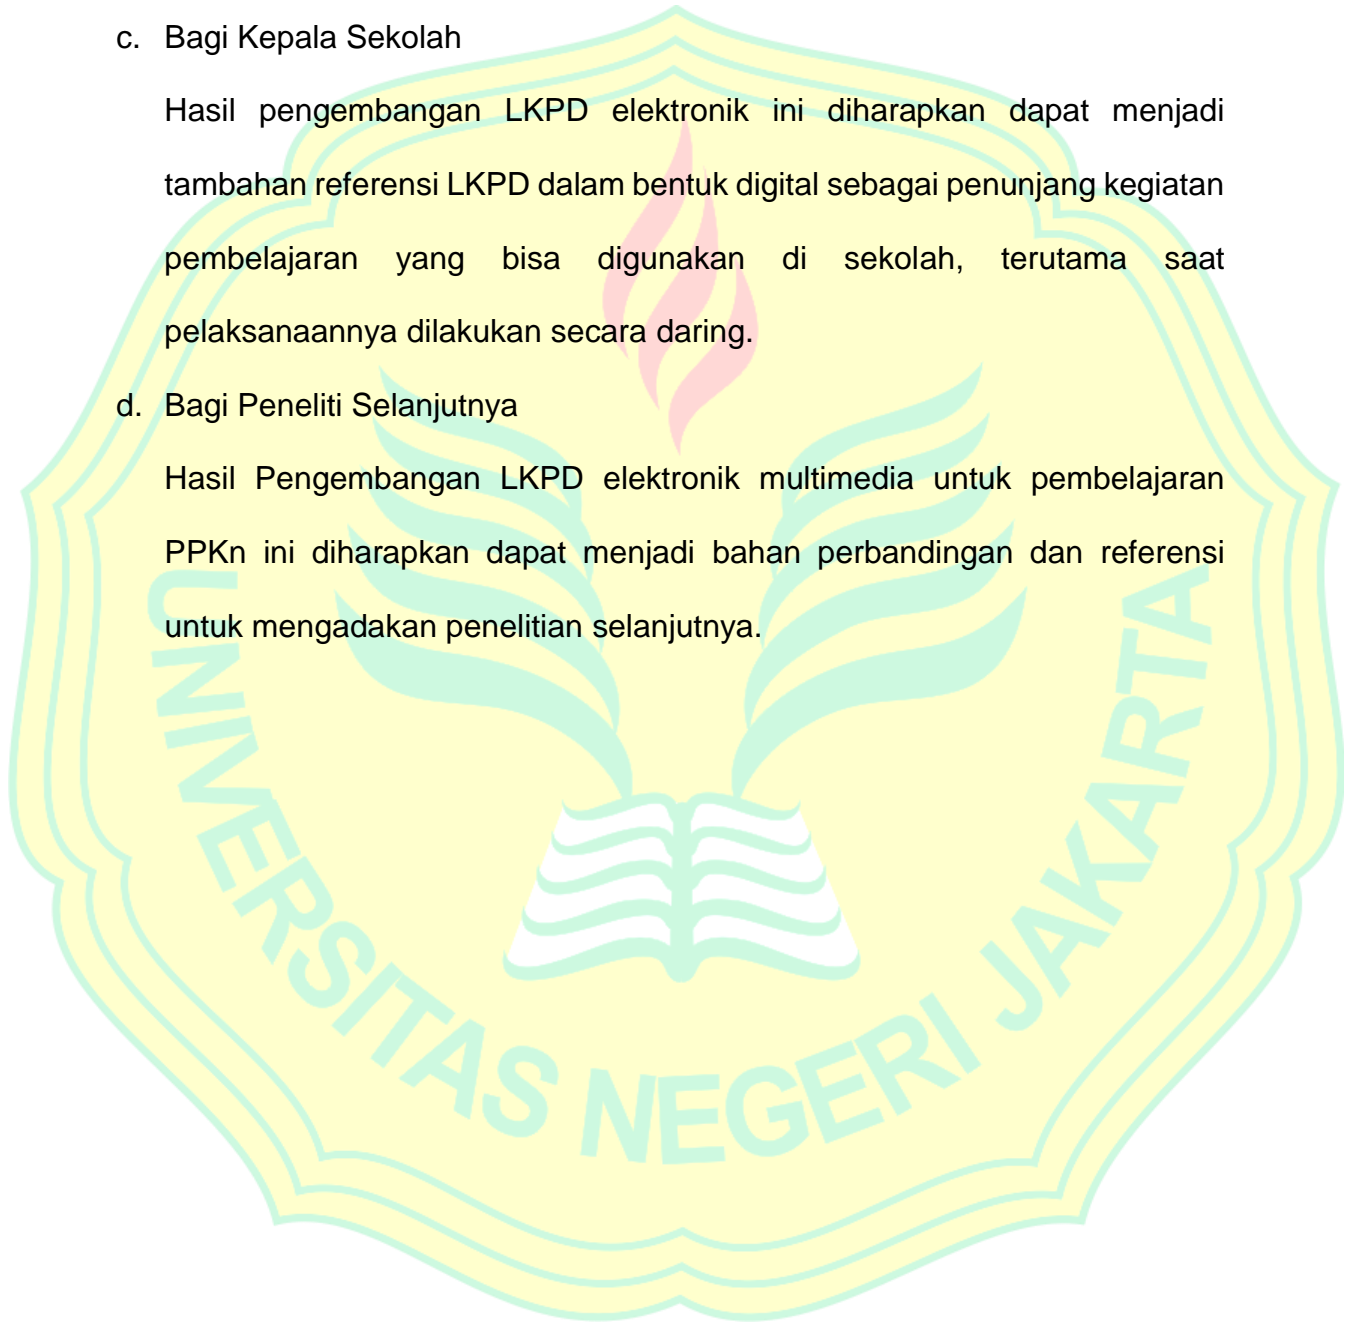 c. Bagi Kepala Sekolah
Hasil pengembangan LKPD elektronik ini diharapkan dapat menjadi
tambahan referensi LKPD dalam bentuk digital sebagai penunjang kegiatan
pembelajaran yang bisa digunakan di sekolah, terutama saat
pelaksanaannya dilakukan secara daring.
d. Bagi Peneliti Selanjutnya
Hasil Pengembangan LKPD elektronik multimedia untuk pembelajaran
PPKn ini diharapkan dapat menjadi bahan perbandingan dan referensi
untuk mengadakan penelitian selanjutnya.
UNIVERSITAS NEGERI JAKARTA